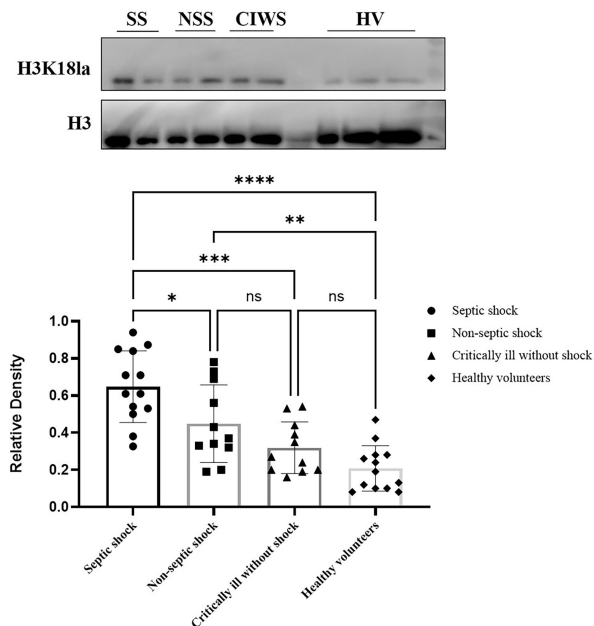 SS NSS CIWS HV
H3K18la
H3
****
**
***
* ns ns
Septic shock
Non-septic shock
Critically ill without shock
Healthy volunteers
Relative Density
1.0
0.8
0.6
0.4
0.2
0.0
Septic shock
Non-septic shock
Critically ill without shock
Healthy volunteers